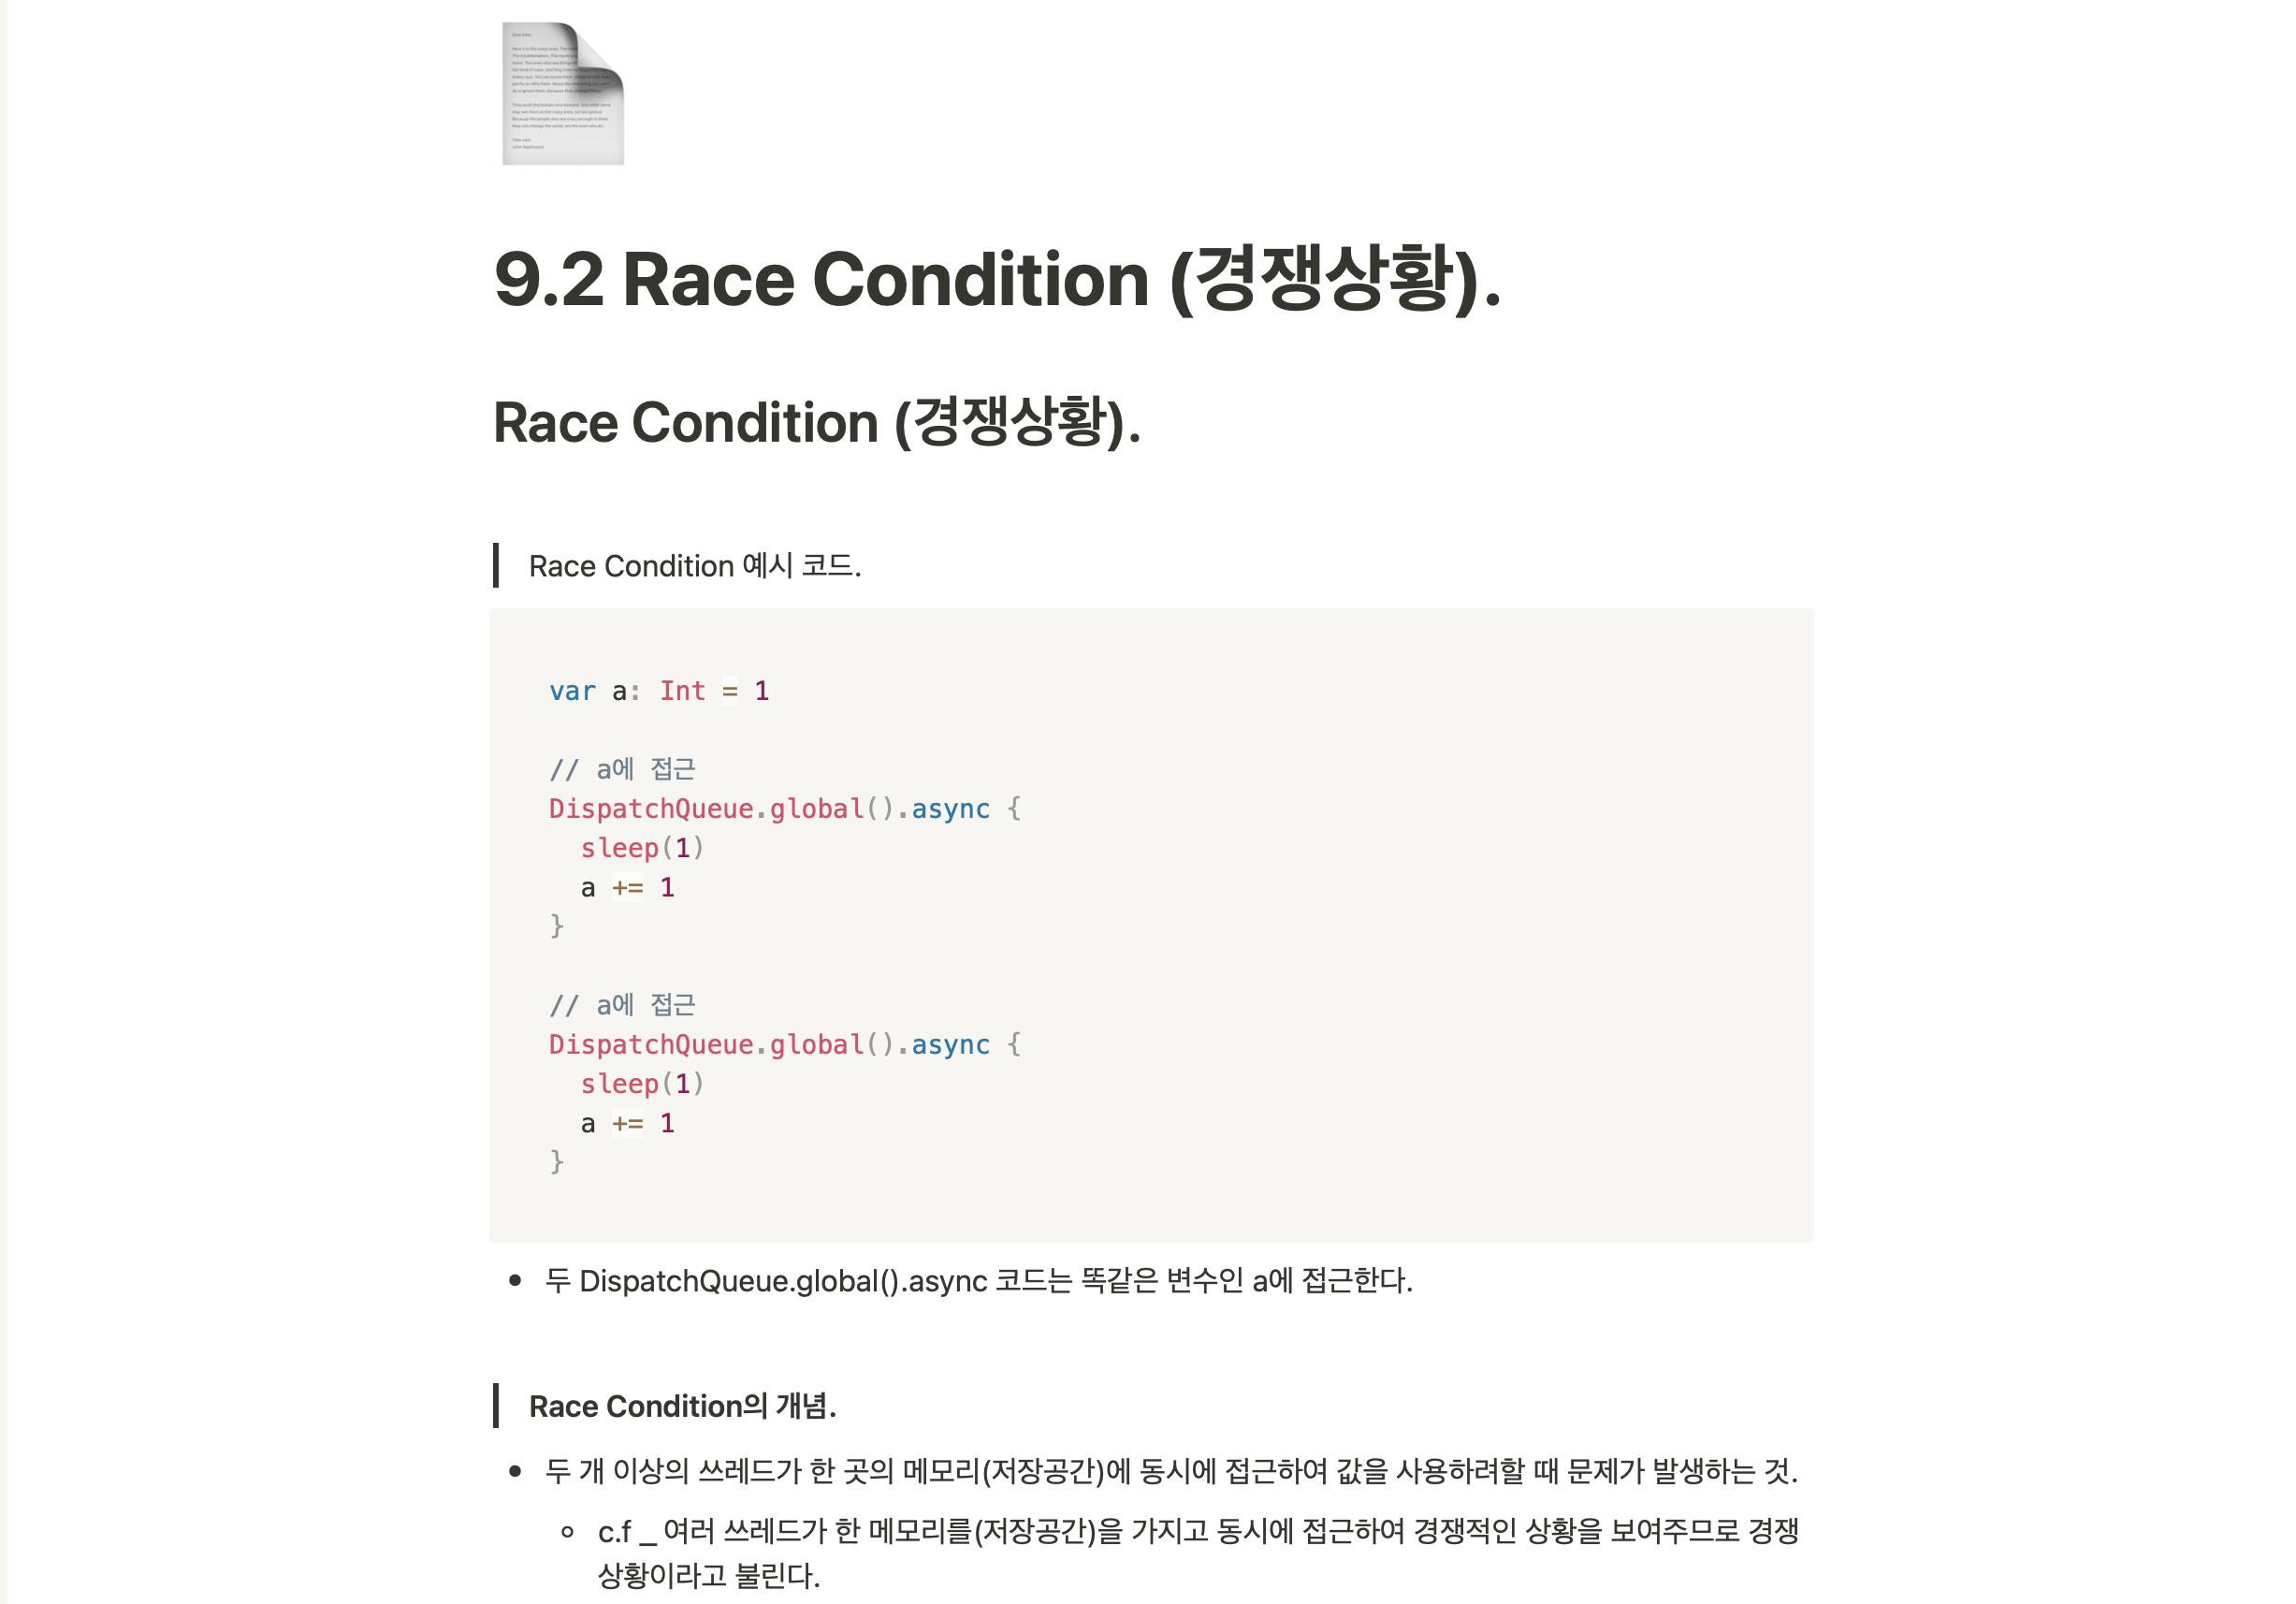 9.2 Race Condition (경쟁상황).
Race Condition (경쟁상황).
Race Condition 예시 코드.
var a: Int = 1
// a에 접근
DispatchQueue.global().async {
  sleep(1)
  a += 1
}
// a에 접근
DispatchQueue.global().async {
  sleep(1)
  a += 1
}
• 두 DispatchQueue.global().async 코드는 똑같은 변수인 a에 접근한다.
Race Condition의 개념.
• 두 개 이상의 쓰레드가 한 곳의 메모리(저장공간)에 동시에 접근하여 값을 사용하려할 때 문제가 발생하는 것.
◦ c.f _ 여러 쓰레드가 한 메모리를(저장공간)을 가지고 동시에 접근하여 경쟁적인 상황을 보여주므로 경쟁
상황이라고 불린다.